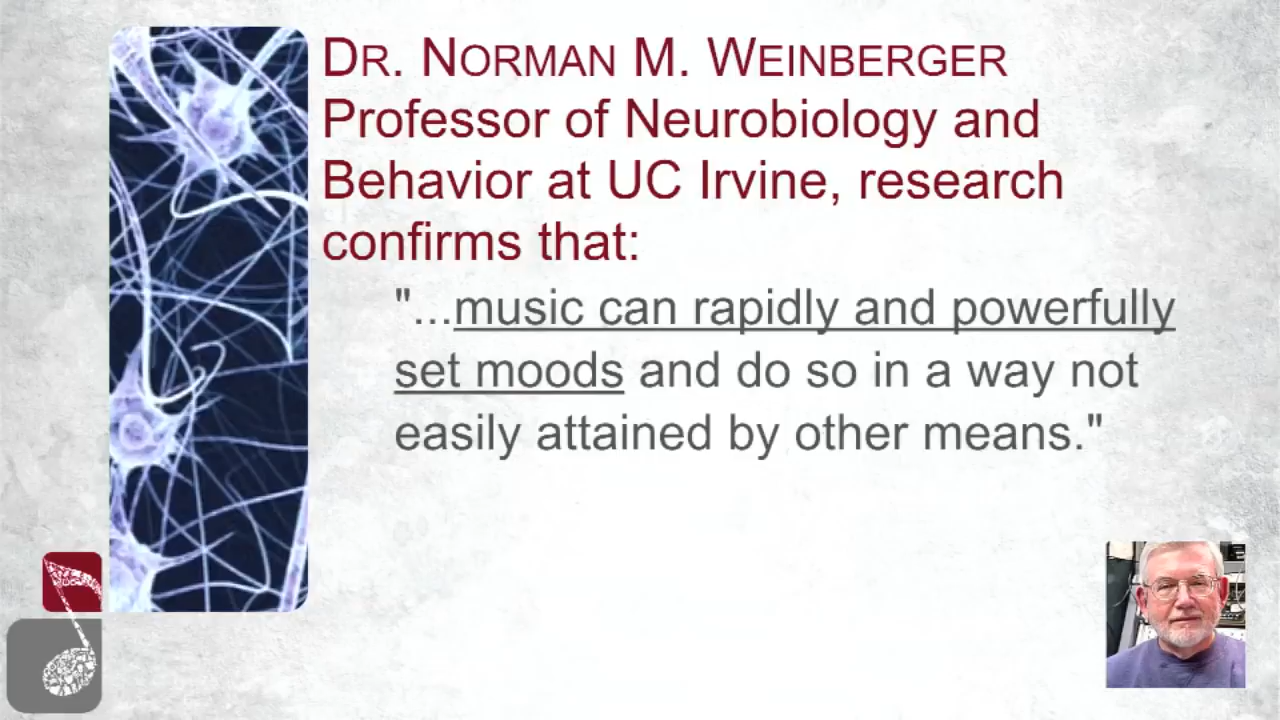 DR. NORMAN M. WEINBERGER
Professor of Neurobiology and
Behavior at UC Irvine, research
confirms that:
"...music can rapidly and powerfully
set moods and do so in a way not
easily attained by other means."